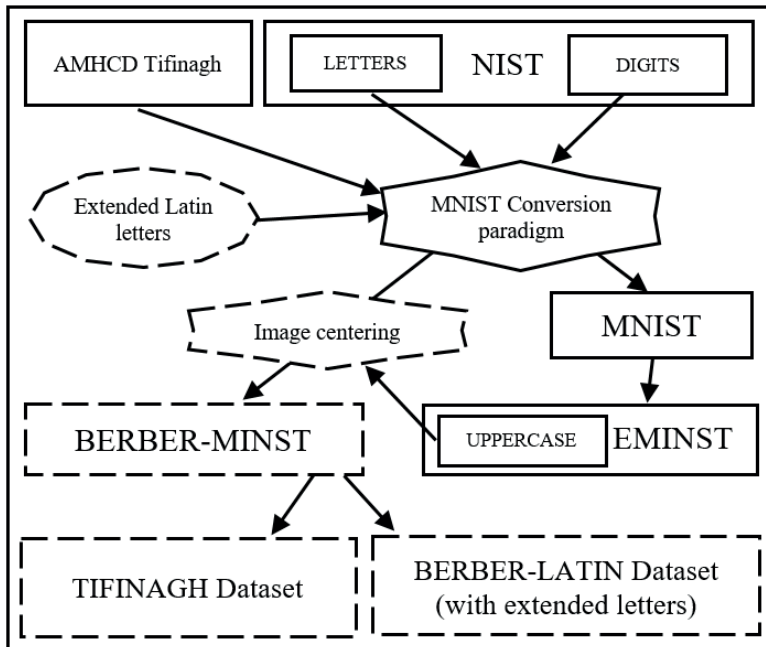 AMHCD Tifinagh
LETTERS
NIST
DIGITS
Extended Latin
letters
MNIST Conversion
paradigm
Image centering
MNIST
BERBER-MINST
UPPERCASE
EMINST
TIFINAGH Dataset
BERBER-LATIN Dataset
(with extended letters)